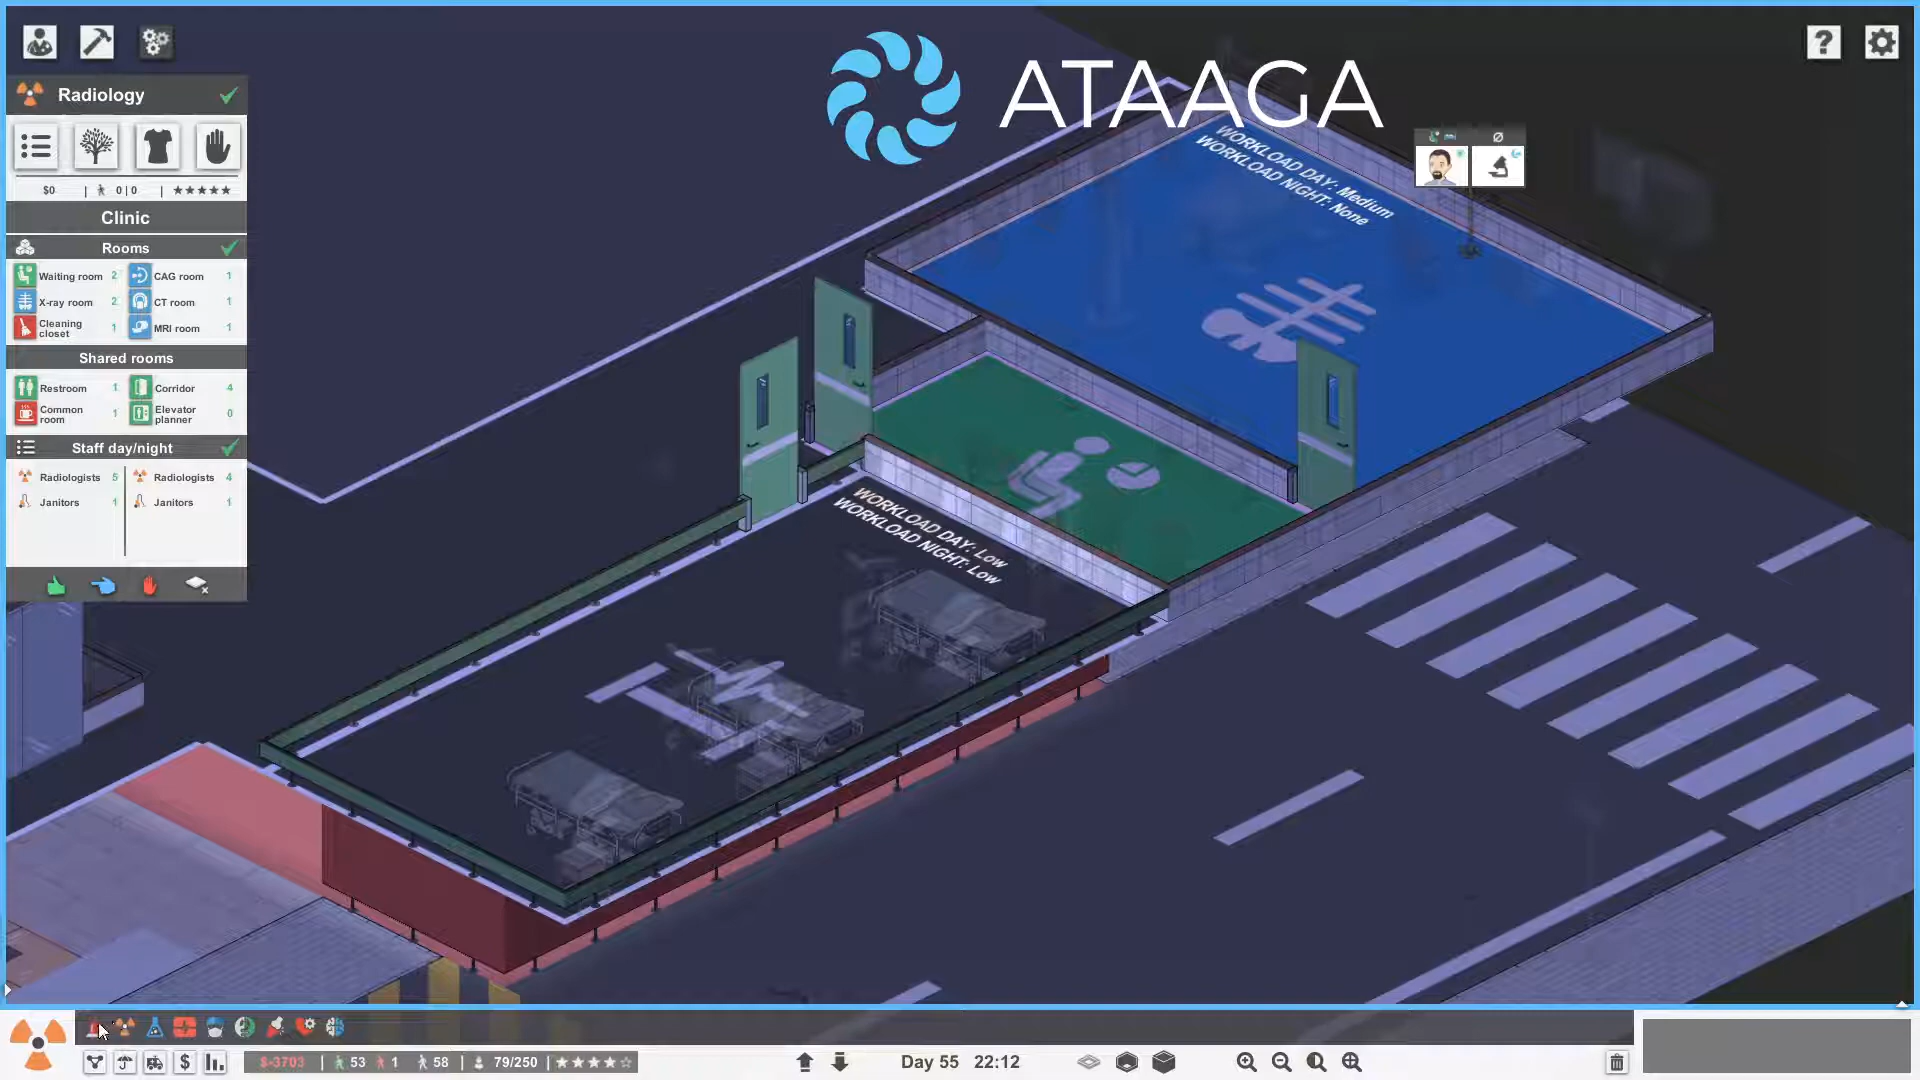 ATAAGA
Radiology
$0 | 0|0 | ★★★★★
Clinic
Rooms
Waiting room 2 CAG room 1
X-ray room 2 CT room 1
Cleaning closet 1 MRI room 1
Shared rooms
Restroom 1 Corridor 4
Common room 1 Elevator planner 0
Staff day/night
Radiologists 5 Radiologists 4
Janitors 1 Janitors 1
WORKLOAD DAY: Medium
WORKLOAD NIGHT: None
WORKLOAD DAY: Low
WORKLOAD NIGHT: Low
$-3703 | 53 1 | 58 | 79/250 | ★★★★☆
Day 55 22:12